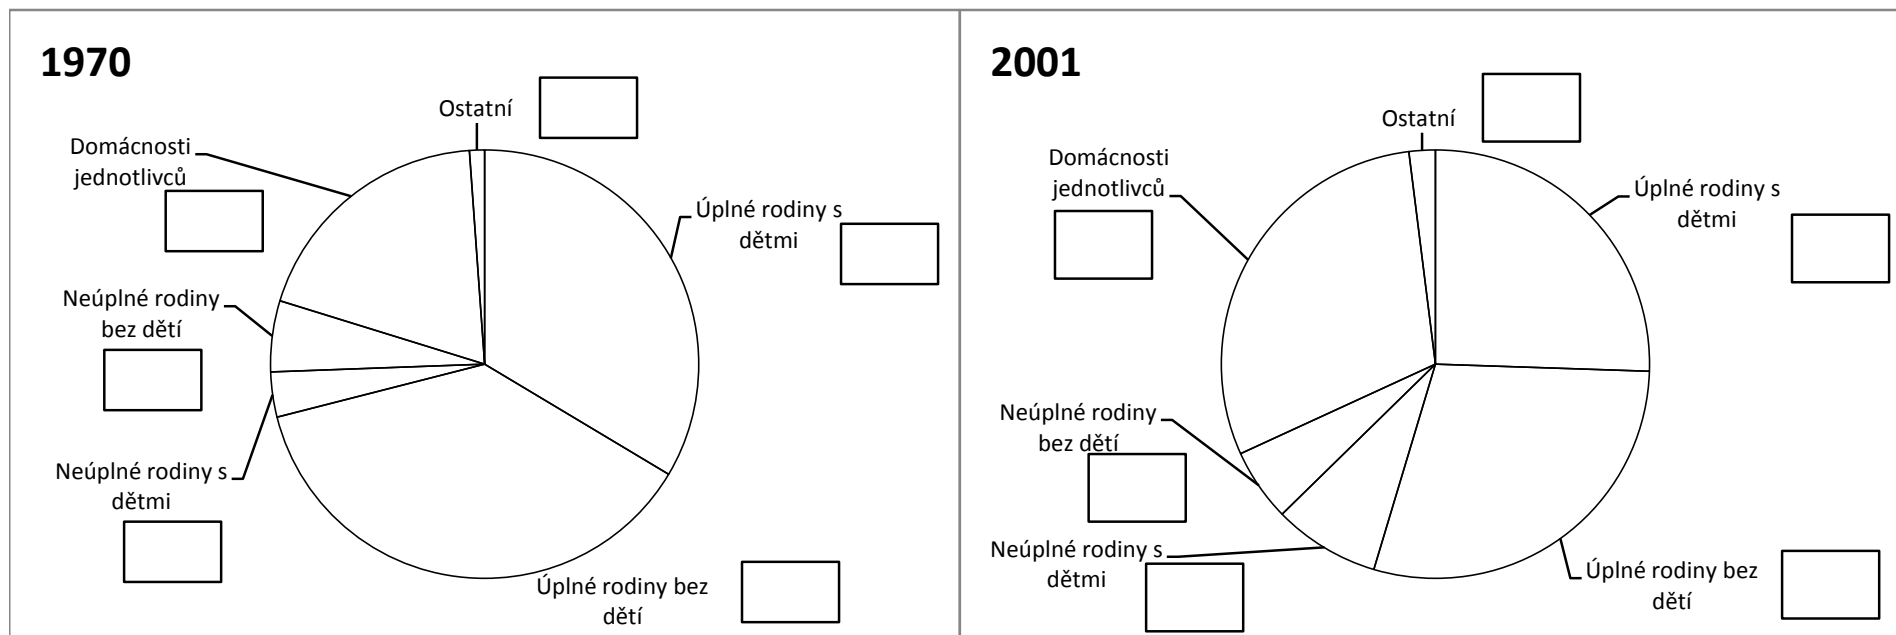 1970
Ostatní
Domácnosti
jednotlivců
Úplné rodiny s
dětmi
Neúplné rodiny
bez dětí
Neúplné rodiny s
dětmi
Úplné rodiny bez
dětí
2001
Ostatní
Domácnosti
jednotlivců
Úplné rodiny s
dětmi
Neúplné rodiny
bez dětí
Neúplné rodiny s
dětmi
Úplné rodiny bez
dětí